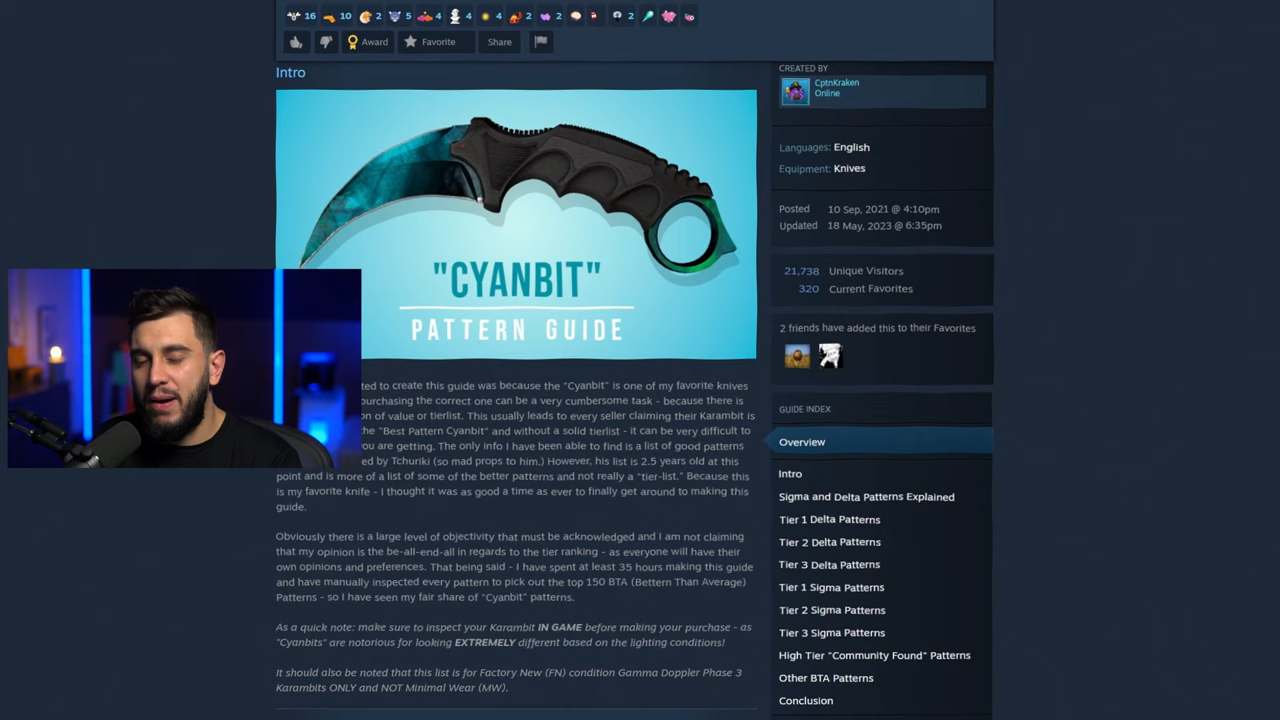 16 10 2 5 4 4 4 2 2 2
Award Favorite Share
Intro
"CYANBIT"
PATTERN GUIDE
ted to create this guide was because the "Cyanbit" is one of my favorite knives
purchasing the correct one can be a very cumbersome task - because there is
on of value or tierlist. This usually leads to every seller claiming their Karambit is
the "Best Pattern Cyanbit" and without a solid tierlist - it can be very difficult to
you are getting. The only info I have been able to find is a list of good patterns
ed by Tchuriki (so mad props to him.) However, his list is 2.5 years old at this
point and is more of a list of some of the better patterns and not really a "tier-list." Because this
is my favorite knife - I thought it was as good a time as ever to finally get around to making this
guide.
Obviously there is a large level of objectivity that must be acknowledged and I am not claiming
that my opinion is the be-all-end-all in regards to the tier ranking - as everyone will have their
own opinions and preferences. That being said - I have spent at least 35 hours making this guide
and have manually inspected every pattern to pick out the top 150 BTA (Bettern Than Average)
Patterns - so I have seen my fair share of "Cyanbit" patterns.
As a quick note: make sure to inspect your Karambit IN GAME before making your purchase - as
"Cyanbits" are notorious for looking EXTREMELY different based on the lighting conditions!
It should also be noted that this list is for Factory New (FN) condition Gamma Doppler Phase 3
Karambits ONLY and NOT Minimal Wear (MW).
CREATED BY
CptnKraken
Online
Languages: English
Equipment: Knives
Posted 10 Sep, 2021 @ 4:10pm
Updated 18 May, 2023 @ 6:35pm
21,738 Unique Visitors
320 Current Favorites
2 friends have added this to their Favorites
GUIDE INDEX
Overview
Intro
Sigma and Delta Patterns Explained
Tier 1 Delta Patterns
Tier 2 Delta Patterns
Tier 3 Delta Patterns
Tier 1 Sigma Patterns
Tier 2 Sigma Patterns
Tier 3 Sigma Patterns
High Tier "Community Found" Patterns
Other BTA Patterns
Conclusion